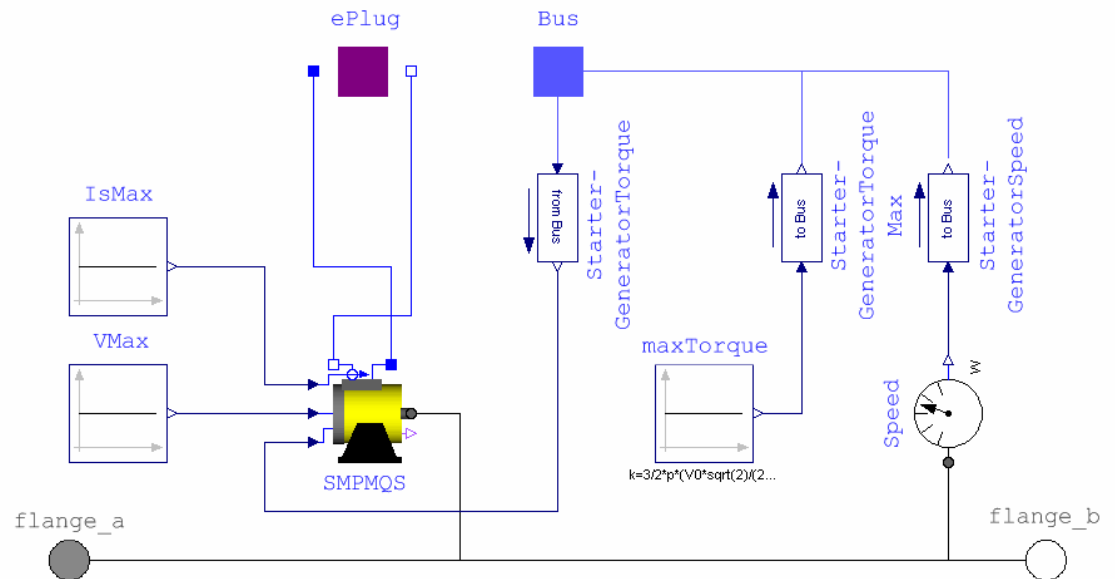 ePlug
Bus
IsMax
from Bus
Starter-
GeneratorTorque
to Bus
Starter-
GeneratorTorque
Max
to Bus
Starter-
GeneratorSpeed
VMax
maxTorque
w
Speed
k=3/2*p*(V0*sqrt(2)/(2...
SMPMQS
flange_a
flange_b